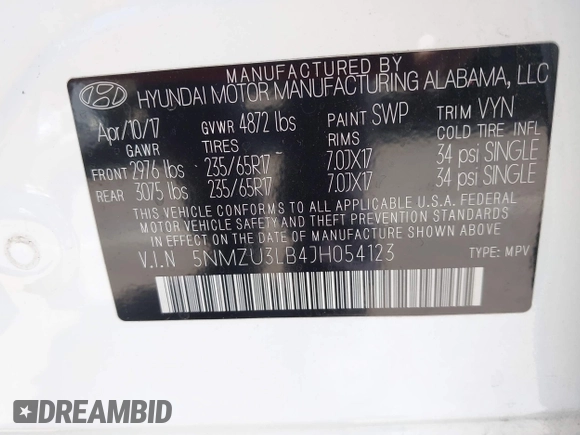 MANUFACTURED BY
HYUNDAI MOTOR MANUFACTURING ALABAMA, LLC
Apr/10/17 GVWR 4872 lbs PAINT SWP TRIM VYN
GAWR TIRES RIMS COLD TIRE INFL
FRONT 2976 lbs 235/65R17 7.0JX17 34 psi SINGLE
REAR 3075 lbs 235/65R17 7.0JX17 34 psi SINGLE
THIS VEHICLE CONFORMS TO ALL APPLICABLE U.S.A. FEDERAL
MOTOR VEHICLE SAFETY AND THEFT PREVENTION STANDARDS
IN EFFECT ON THE DATE OF MANUFACTURE SHOWN ABOVE.
V.I.N 5NMZU3LB4JH054123 TYPE: MPV
DREAMBID